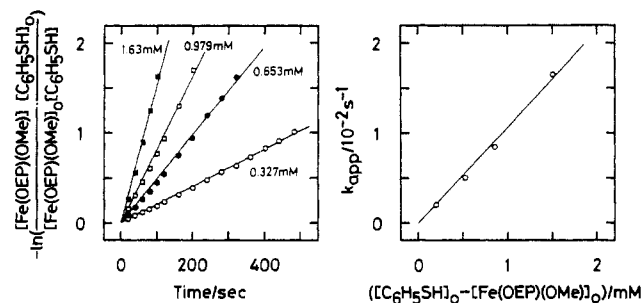 -ln([Fe(OEP)(OMe)] [C₆H₅SH]₀ / [Fe(OEP)(OMe)]₀[C₆H₅SH])
2
1
0
1.63mM
0.979mM
0.653mM
0.327mM
0 200 400
Time/sec
k_app/10⁻²s⁻¹
2
1
0
0 1 2
([C₆H₅SH]₀-[Fe(OEP)(OMe)]₀)/mM